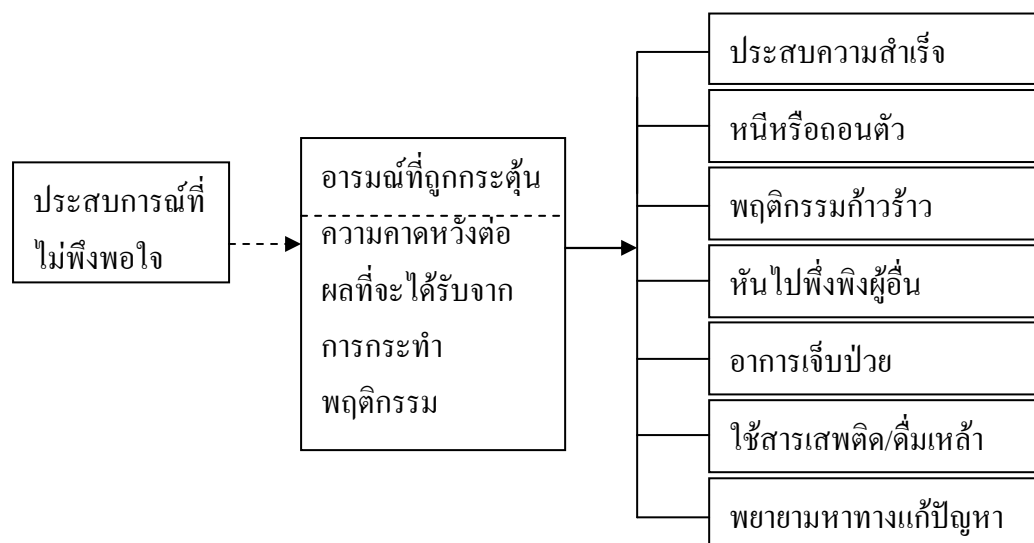 ประสบการณ์ที่
ไม่พึงพอใจ
อารมณ์ที่ถูกกระตุ้น
ความคาดหวังต่อ
ผลที่จะได้รับจาก
การกระทำ
พฤติกรรม
ประสบความสำเร็จ
หนีหรือถอนตัว
พฤติกรรมก้าวร้าว
หันไปพึ่งพิงผู้อื่น
อาการเจ็บป่วย
ใช้สารเสพติด/ดื่มเหล้า
พยายามหาทางแก้ปัญหา